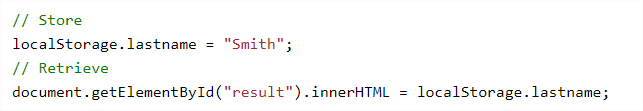 // Store
localStorage.lastname = "Smith";
// Retrieve
document.getElementById("result").innerHTML = localStorage.lastname;